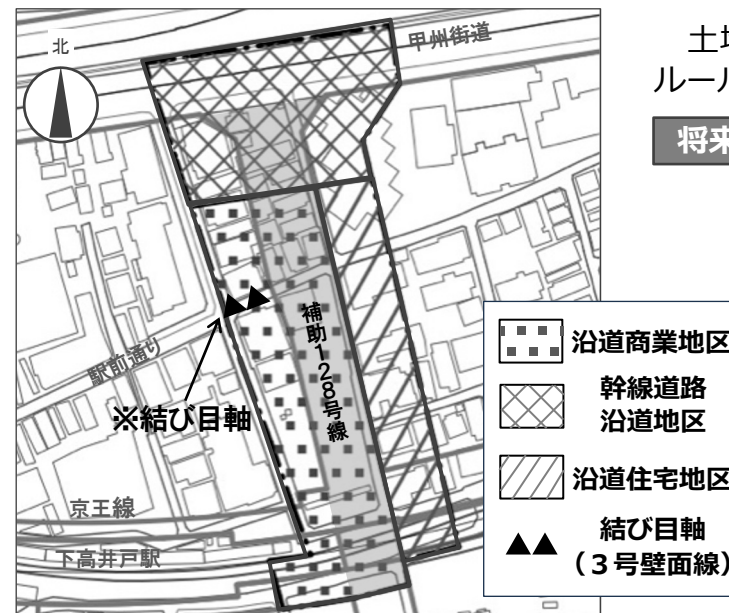 北
甲州街道
土
ルール
将来
補助128号線
駅前通り
※結び目軸
京王線
下高井戸駅
沿道商業地区
幹線道路
沿道地区
沿道住宅地区
結び目軸
（３号壁面線）